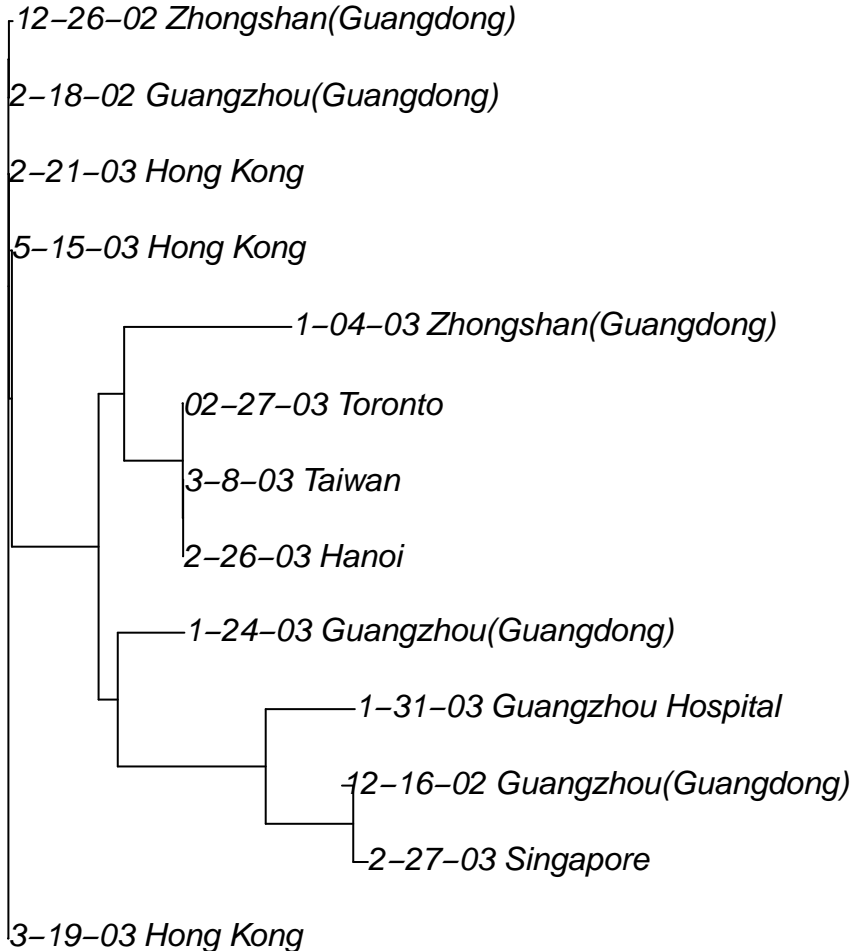 12–26–02 Zhongshan(Guangdong)
2–18–02 Guangzhou(Guangdong)
2–21–03 Hong Kong
5–15–03 Hong Kong
1–04–03 Zhongshan(Guangdong)
02–27–03 Toronto
3–8–03 Taiwan
2–26–03 Hanoi
1–24–03 Guangzhou(Guangdong)
1–31–03 Guangzhou Hospital
12–16–02 Guangzhou(Guangdong)
2–27–03 Singapore
3–19–03 Hong Kong